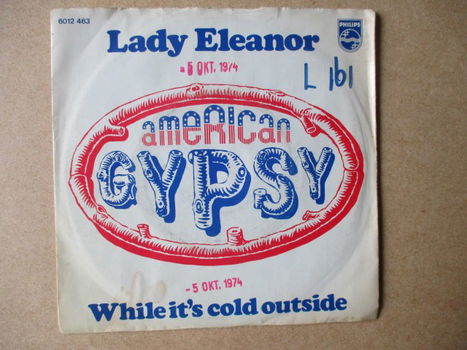 6012 463
PHILIPS
Lady Eleanor
- 5 OKT. 1974
L 161
american
GYPSY
- 5 OKT. 1974
While it's cold outside